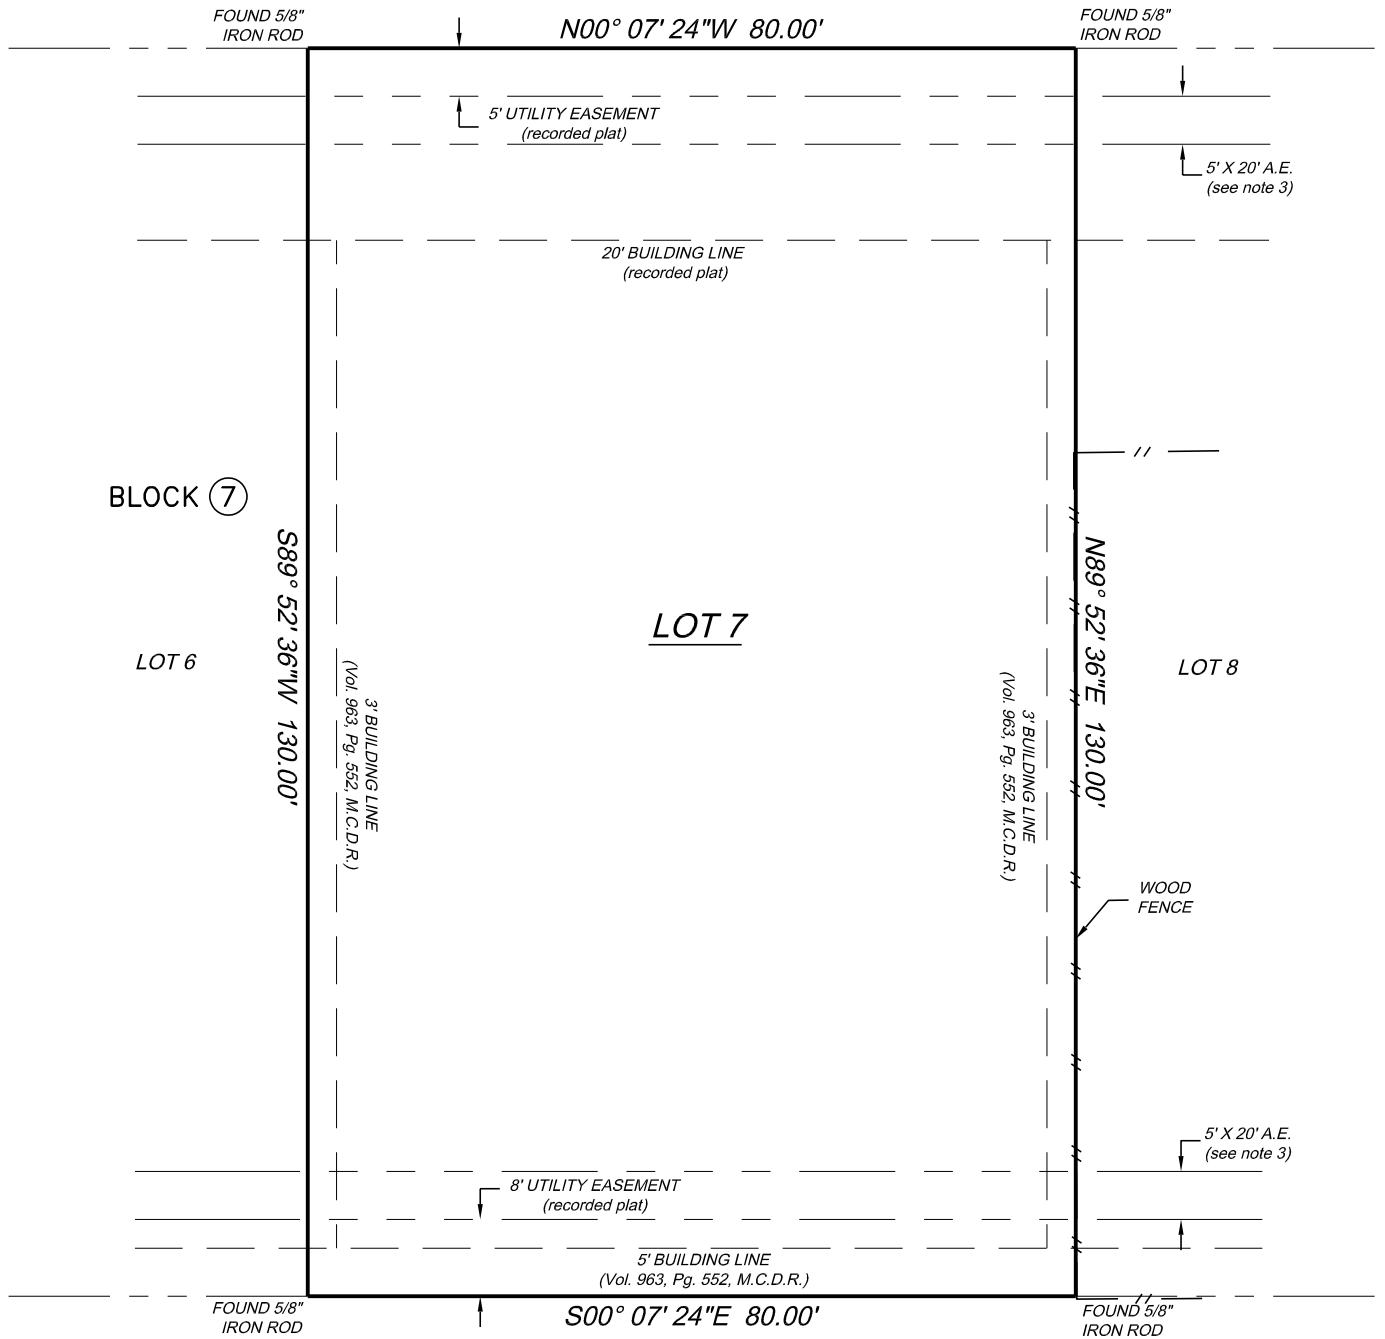 FOUND 5/8"
IRON ROD
N00° 07' 24"W 80.00'
FOUND 5/8"
IRON ROD
5' UTILITY EASEMENT
(recorded plat)
5' X 20' A.E.
(see note 3)
20' BUILDING LINE
(recorded plat)
BLOCK 7
S89° 52' 36"W 130.00'
N89° 52' 36"E 130.00'
LOT 7
LOT 6
LOT 8
3' BUILDING LINE
(Vol. 963, Pg. 552, M.C.D.R.)
3' BUILDING LINE
(Vol. 963, Pg. 552, M.C.D.R.)
WOOD
FENCE
5' X 20' A.E.
(see note 3)
8' UTILITY EASEMENT
(recorded plat)
5' BUILDING LINE
(Vol. 963, Pg. 552, M.C.D.R.)
FOUND 5/8"
IRON ROD
S00° 07' 24"E 80.00'
FOUND 5/8"
IRON ROD